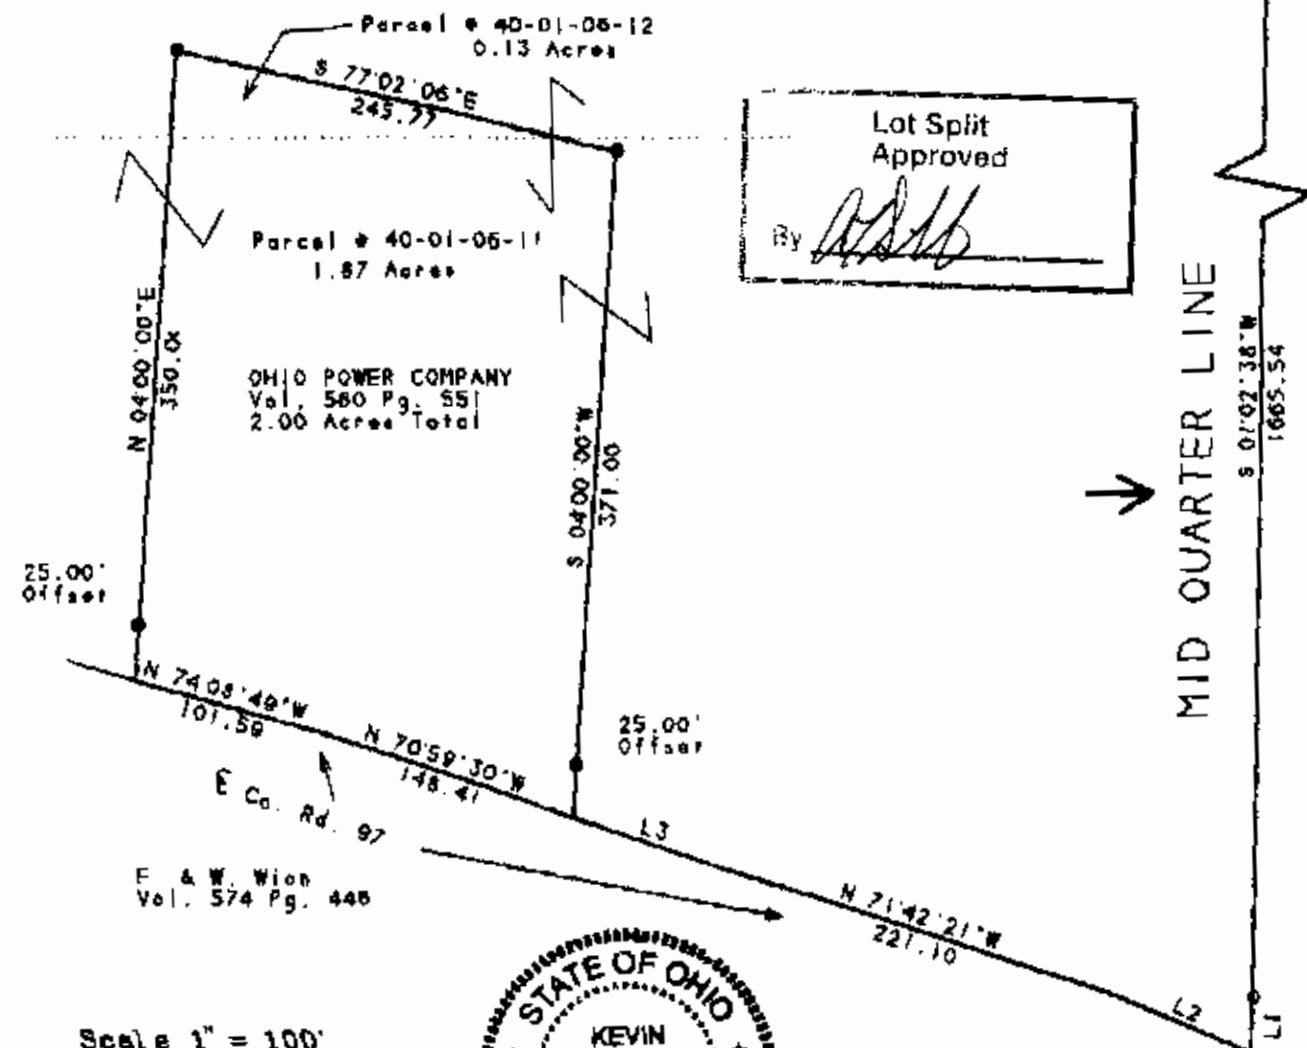 Parcel # 40-01-06-12
0.13 Acres
S 77°02'06"E
245.77
Lot Split
Approved
By
Parcel # 40-01-06-11
1.87 Acres
N 04°00'00"E
350.00
OHIO POWER COMPANY
Vol. 580 Pg. 551
2.00 Acres Total
S 04°00'00"W
371.00
MID QUARTER LINE
S 01°02'38"W
1665.54
25.00'
Offset
N 74°08'49"W
101.59
N 70°59'30"W
148.41
25.00'
Offset
Co. Rd. 97
L3
F. & W. Wion
Vol. 574 Pg. 448
N 71°42'21"W
221.10
L2
L1
STATE OF OHIO
KEVIN
Scale 1" = 100'